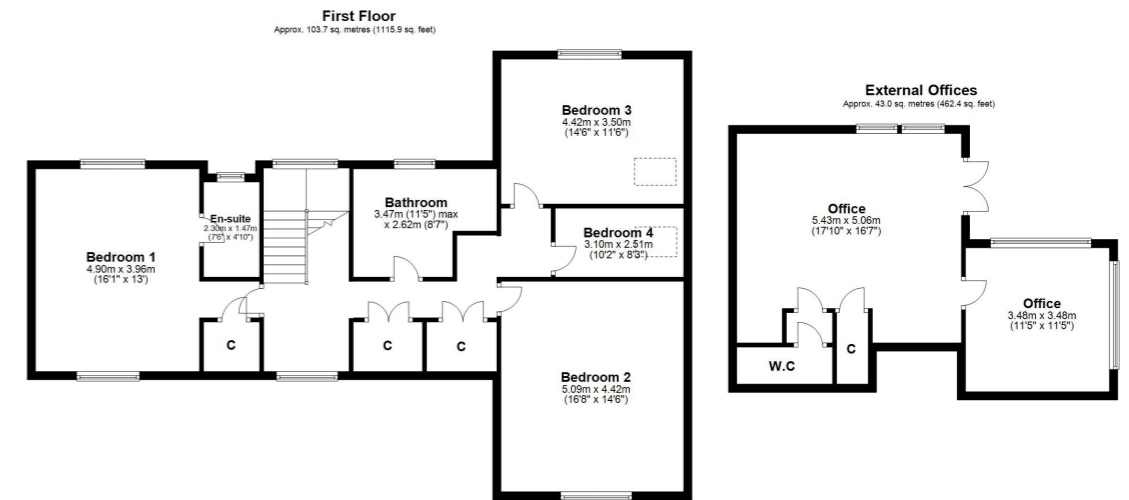 First Floor
Approx. 103.7 sq. metres (1115.9 sq. feet)
Bedroom 3
4.42m x 3.50m
(14'6" x 11'6")
External Offices
Approx. 43.0 sq. metres (462.4 sq. feet)
Bedroom 1
4.90m x 3.96m
(16'1" x 13')
En-suite
2.30m x 1.47m
(7'6" x 4'10")
Bathroom
3.47m (11'5") max
x 2.62m (8'7")
Bedroom 4
3.10m x 2.51m
(10'2" x 8'3")
Office
5.43m x 5.06m
(17'10" x 16'7")
Office
3.48m x 3.48m
(11'5" x 11'5")
C
C
C
Bedroom 2
5.09m x 4.42m
(16'8" x 14'6")
W.C
C